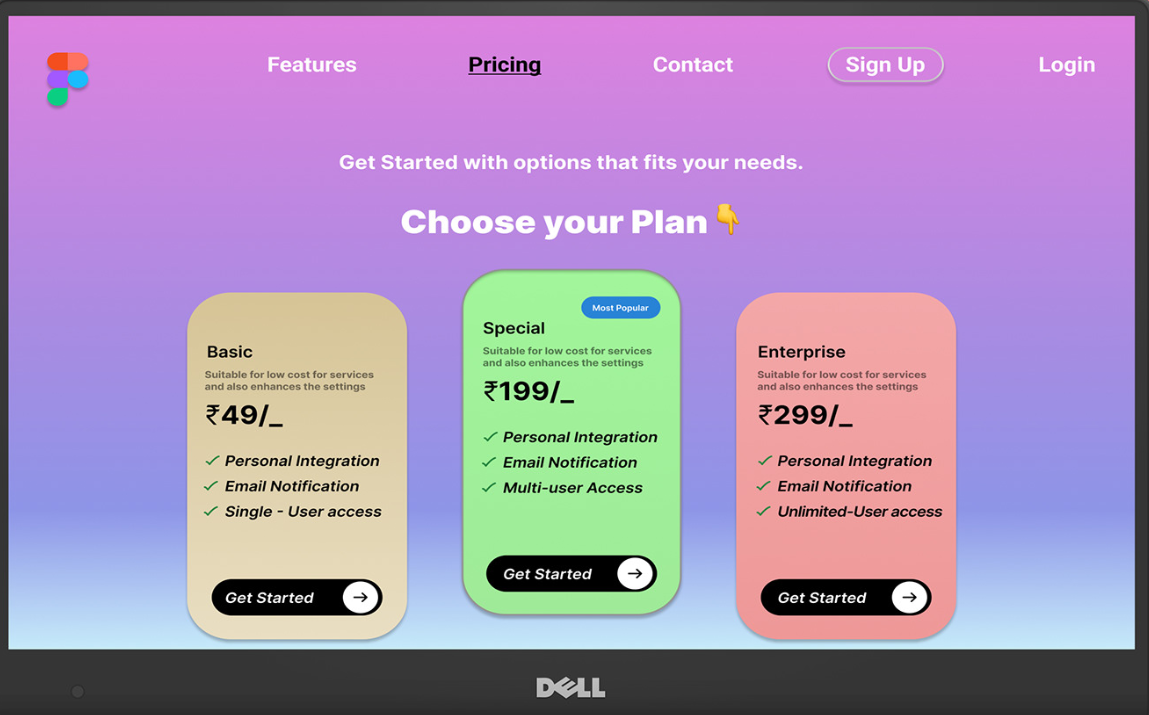 Features
Pricing
Contact
Sign Up
Login
Get Started with options that fits your needs.
Choose your Plan👇
Basic
Suitable for low cost for services
and also enhances the settings
₹49/_
Personal Integration
Email Notification
Single - User access
Get Started
Most Popular
Special
Suitable for low cost for services
and also enhances the settings
₹199/_
Personal Integration
Email Notification
Multi-user Access
Get Started
Enterprise
Suitable for low cost for services
and also enhances the settings
₹299/_
Personal Integration
Email Notification
Unlimited-User access
Get Started
DELL